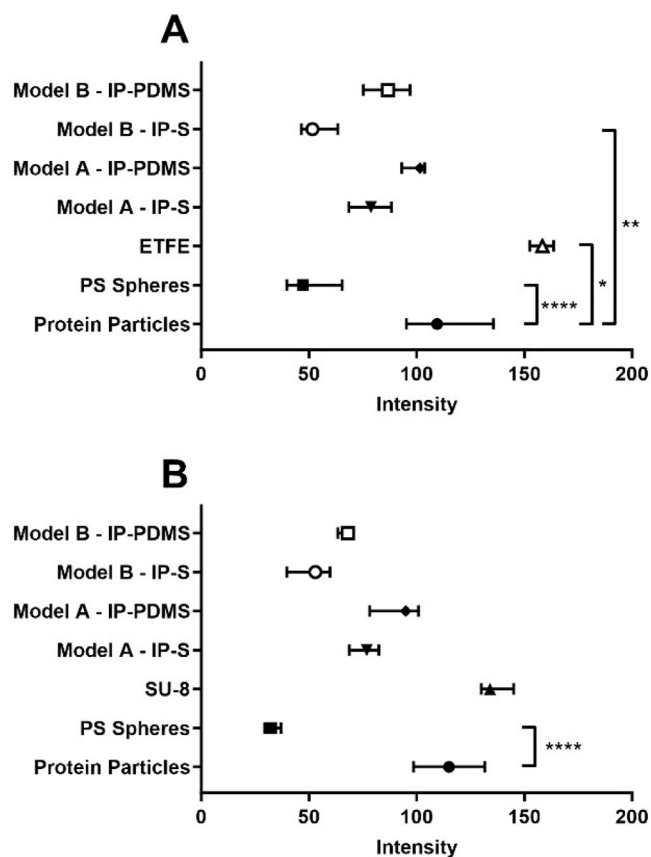 A
Model B - IP-PDMS
Model B - IP-S
Model A - IP-PDMS
Model A - IP-S
ETFE
PS Spheres
Protein Particles
**
*
****
0 50 100 150 200
Intensity
B
Model B - IP-PDMS
Model B - IP-S
Model A - IP-PDMS
Model A - IP-S
SU-8
PS Spheres
Protein Particles
****
0 50 100 150 200
Intensity